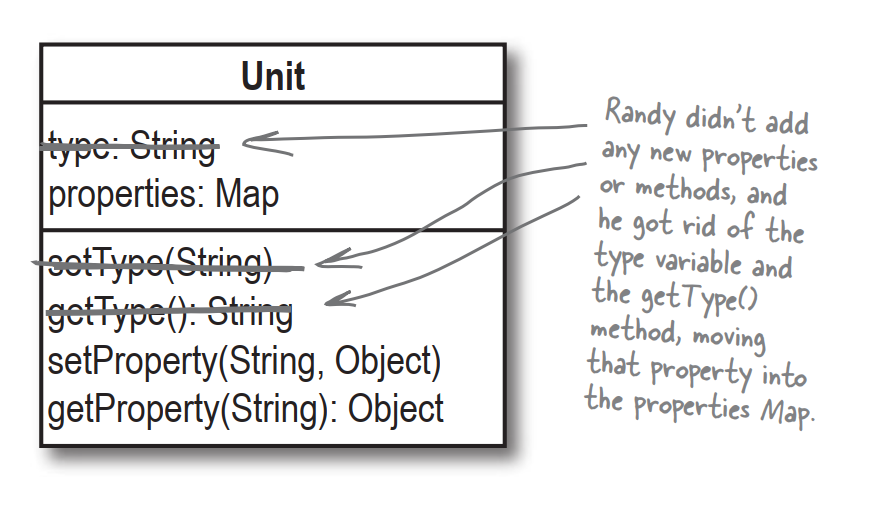 Unit
type: String
properties: Map
setType(String)
getType(): String
setProperty(String, Object)
getProperty(String): Object
Randy didn't add
any new properties
or methods, and
he got rid of the
type variable and
the getType()
method, moving
that property into
the properties Map.